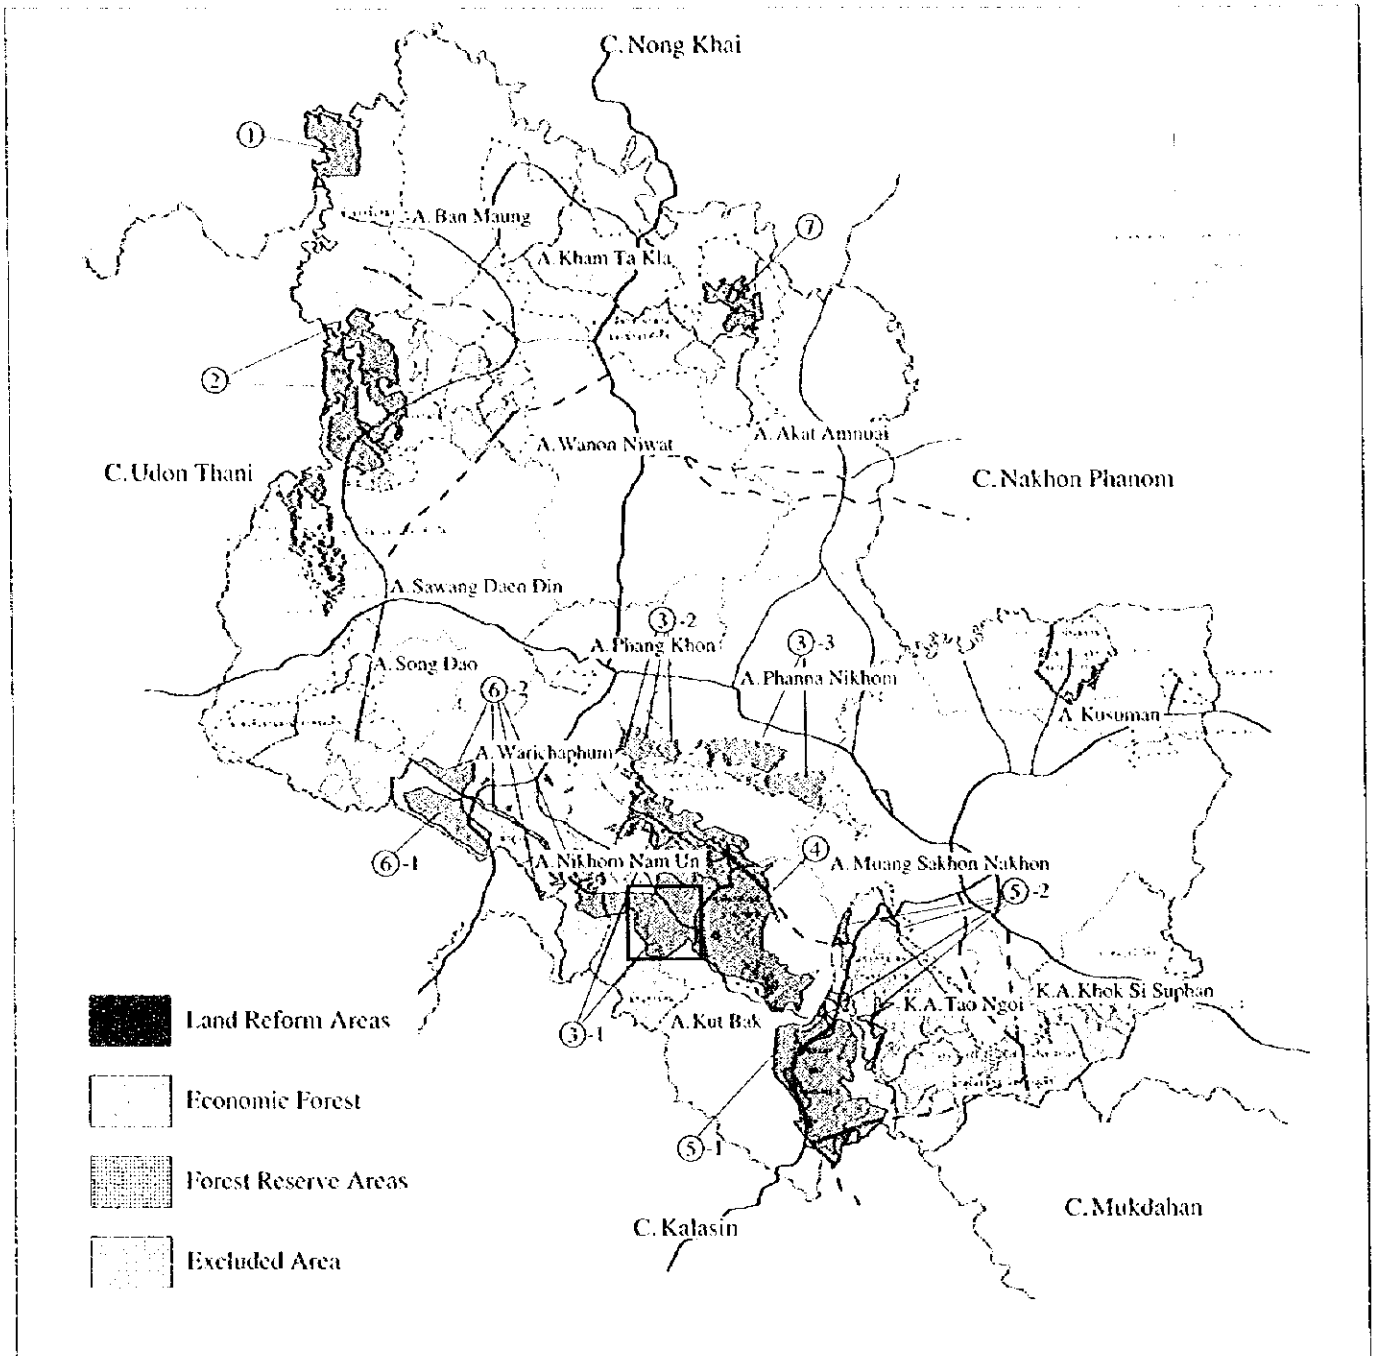 C. Nong Khai
①
A. Ban Maung
⑦
A. Kham Ta Kla
②
A. Wanon Niwat
A. Akat Amnuai
C. Udon Thani
C. Nakhon Phanom
A. Sawang Daen Din
③-2
A. Phang Khon
③-3
A. Song Dao
A. Phanna Nikhom
⑥-2
A. Kusuman
A. Warichaphum
⑥-1
A. Nikhom Nam Un
④
A. Muang Sakhon Nakhon
⑤-2
Land Reform Areas
③-1
A. Kut Bak
K.A. Tao Ngoi
K.A. Khok Si Suphan
Economic Forest
⑤-1
Forest Reserve Areas
C. Kalasin
C. Mukdahan
Excluded Area